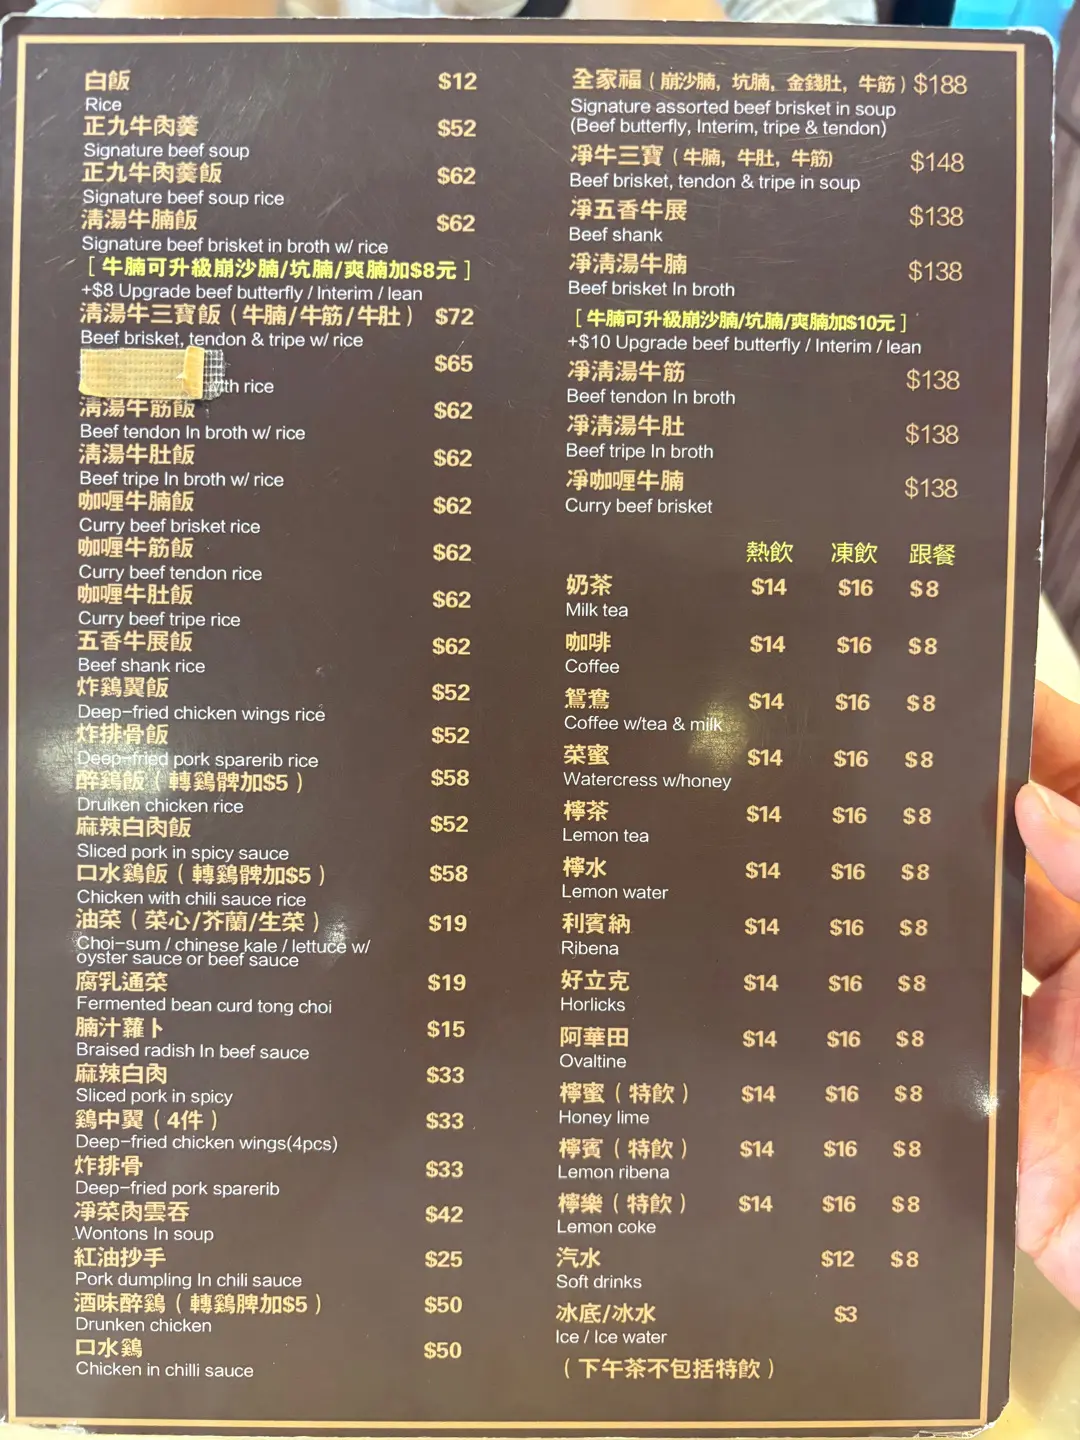 白飯 $12
Rice
正九牛肉羹 $52
Signature beef soup
正九牛肉羹飯 $62
Signature beef soup rice
清湯牛腩飯 $62
Signature beef brisket in broth w/ rice
[ 牛腩可升級崩沙腩/坑腩/爽腩加$8元 ]
+$8 Upgrade beef butterfly / Interim / lean
清湯牛三寶飯 ( 牛腩/牛筋/牛肚 ) $72
Beef brisket, tendon & tripe w/ rice
$65
with rice
清湯牛筋飯 $62
Beef tendon In broth w/ rice
清湯牛肚飯 $62
Beef tripe In broth w/ rice
咖喱牛腩飯 $62
Curry beef brisket rice
咖喱牛筋飯 $62
Curry beef tendon rice
咖喱牛肚飯 $62
Curry beef tripe rice
五香牛展飯 $62
Beef shank rice
炸鷄翼飯 $52
Deep-fried chicken wings rice
炸排骨飯 $52
Deep-fried pork sparerib rice
醉鷄飯 ( 轉鷄髀加$5 ) $58
Druiken chicken rice
麻辣白肉飯 $52
Sliced pork in spicy sauce
口水鷄飯 ( 轉鷄髀加$5 ) $58
Chicken with chili sauce rice
油菜 ( 菜心/芥蘭/生菜 ) $19
Choi-sum / chinese kale / lettuce w/
oyster sauce or beef sauce
腐乳通菜 $19
Fermented bean curd tong choi
腩汁蘿卜 $15
Braised radish In beef sauce
麻辣白肉 $33
Sliced pork in spicy
鷄中翼 ( 4件 ) $33
Deep-fried chicken wings(4pcs)
炸排骨 $33
Deep-fried pork sparerib
凈菜肉雲吞 $42
Wontons In soup
紅油抄手 $25
Pork dumpling In chili sauce
酒味醉鷄 ( 轉鷄脾加$5 ) $50
Drunken chicken
口水鷄 $50
Chicken in chilli sauce
全家福 ( 崩沙腩, 坑腩, 金錢肚, 牛筋 ) $188
Signature assorted beef brisket in soup
(Beef butterfly, Interim, tripe & tendon)
凈牛三寶 ( 牛腩, 牛肚, 牛筋) $148
Beef brisket, tendon & tripe in soup
凈五香牛展 $138
Beef shank
凈清湯牛腩 $138
Beef brisket In broth
[ 牛腩可升級崩沙腩/坑腩/爽腩加$10元 ]
+$10 Upgrade beef butterfly / Interim / lean
凈清湯牛筋 $138
Beef tendon In broth
凈清湯牛肚 $138
Beef tripe In broth
凈咖喱牛腩 $138
Curry beef brisket
熱飲 凍飲 跟餐
奶茶 $14 $16 $8
Milk tea
咖啡 $14 $16 $8
Coffee
鴛鴦 $14 $16 $8
Coffee w/tea & milk
菜蜜 $14 $16 $8
Watercress w/honey
檸茶 $14 $16 $8
Lemon tea
檸水 $14 $16 $8
Lemon water
利賓納 $14 $16 $8
Ribena
好立克 $14 $16 $8
Horlicks
阿華田 $14 $16 $8
Ovaltine
檸蜜 ( 特飲 ) $14 $16 $8
Honey lime
檸賓 ( 特飲 ) $14 $16 $8
Lemon ribena
檸樂 ( 特飲 ) $14 $16 $8
Lemon coke
汽水 $12 $8
Soft drinks
冰底/冰水 $3
Ice / Ice water
( 下午茶不包括特飲 )